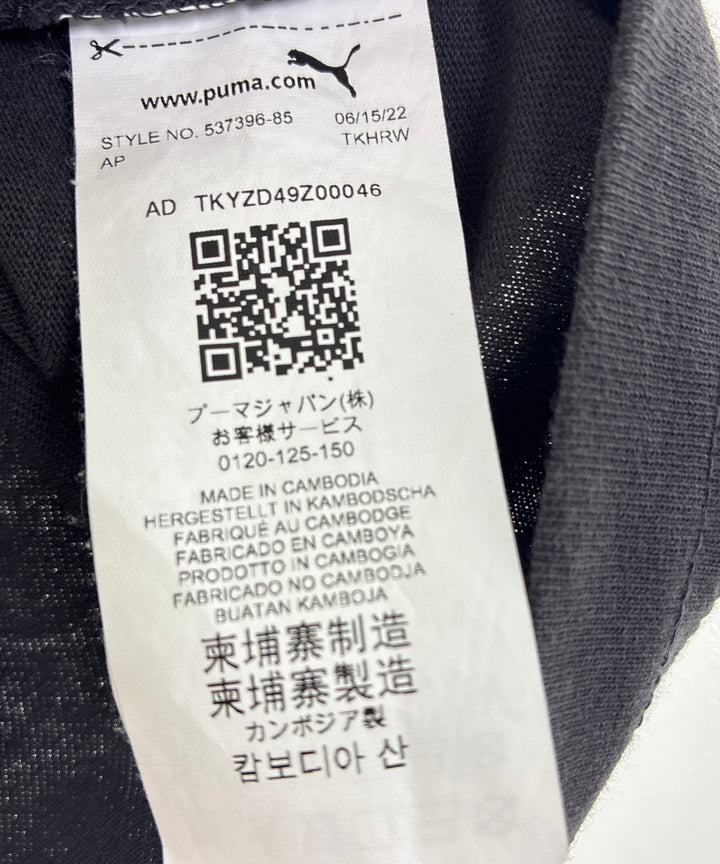 www.puma.com
STYLE NO. 537396-85 06/15/22
AP TKHRW
AD TKYZD49Z00046
プーマジャパン(株)
お客様サービス
0120-125-150
MADE IN CAMBODIA
HERGESTELLT IN KAMBODSCHA
FABRIQUÉ AU CAMBODGE
FABRICADO EN CAMBOYA
PRODOTTO IN CAMBOGIA
FABRICADO NO CAMBODJA
BUATAN KAMBOJA
柬埔寨制造
柬埔寨製造
カンボジア製
캄보디아 산